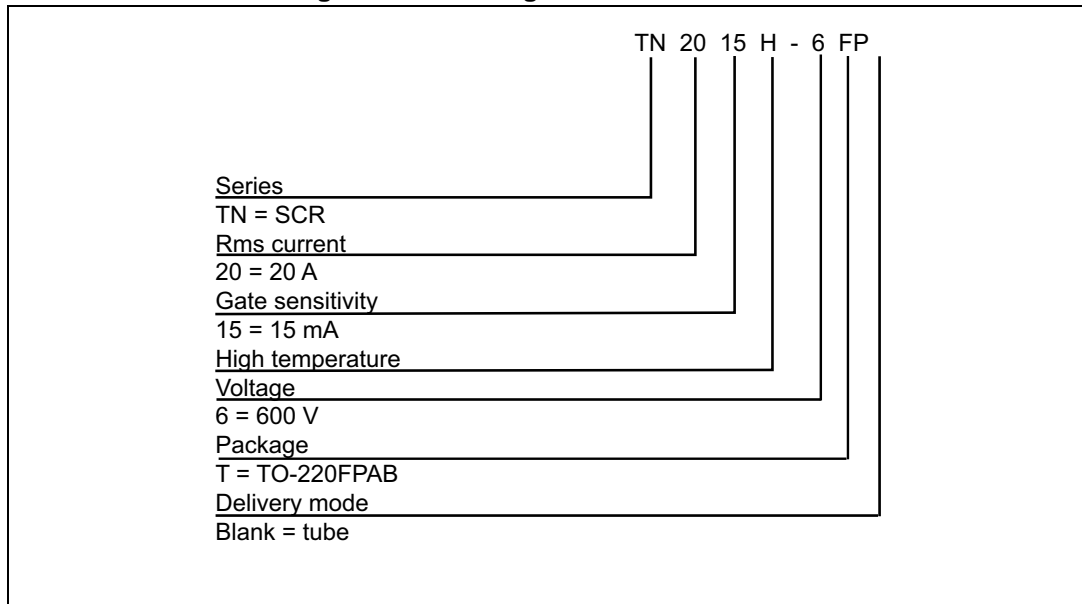 TN 20 15 H - 6 FP
Series
TN = SCR
Rms current
20 = 20 A
Gate sensitivity
15 = 15 mA
High temperature
Voltage
6 = 600 V
Package
T = TO-220FPAB
Delivery mode
Blank = tube